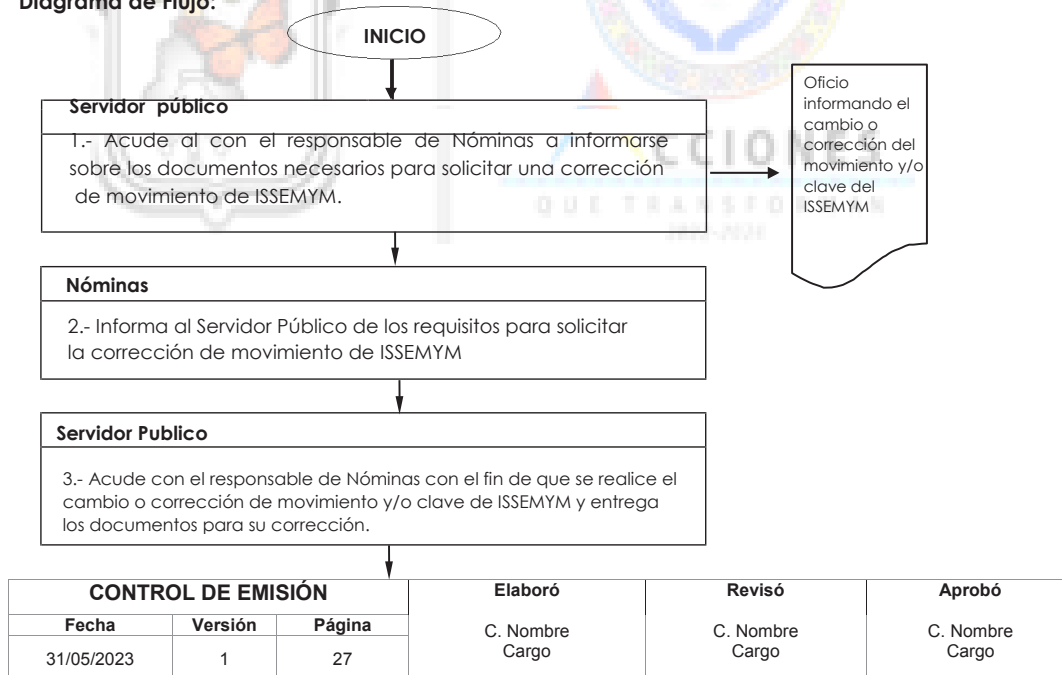 Diagrama de Flujo:
INICIO
Servidor público
1.- Acude al con el responsable de Nóminas a informarse
sobre los documentos necesarios para solicitar una corrección
de movimiento de ISSEMYM.
Oficio
informando el
cambio o
corrección del
movimiento y/o
clave del
ISSEMYM
CCIONES
QUE TRANSFORMAN
Nóminas
2.- Informa al Servidor Público de los requisitos para solicitar
la corrección de movimiento de ISSEMYM
Servidor Publico
3.- Acude con el responsable de Nóminas con el fin de que se realice el
cambio o corrección de movimiento y/o clave de ISSEMYM y entrega
los documentos para su corrección.
CONTROL DE EMISIÓN
Elaboró
Revisó
Aprobó
Fecha
Versión
Página
C. Nombre
Cargo
C. Nombre
Cargo
C. Nombre
Cargo
31/05/2023
1
27